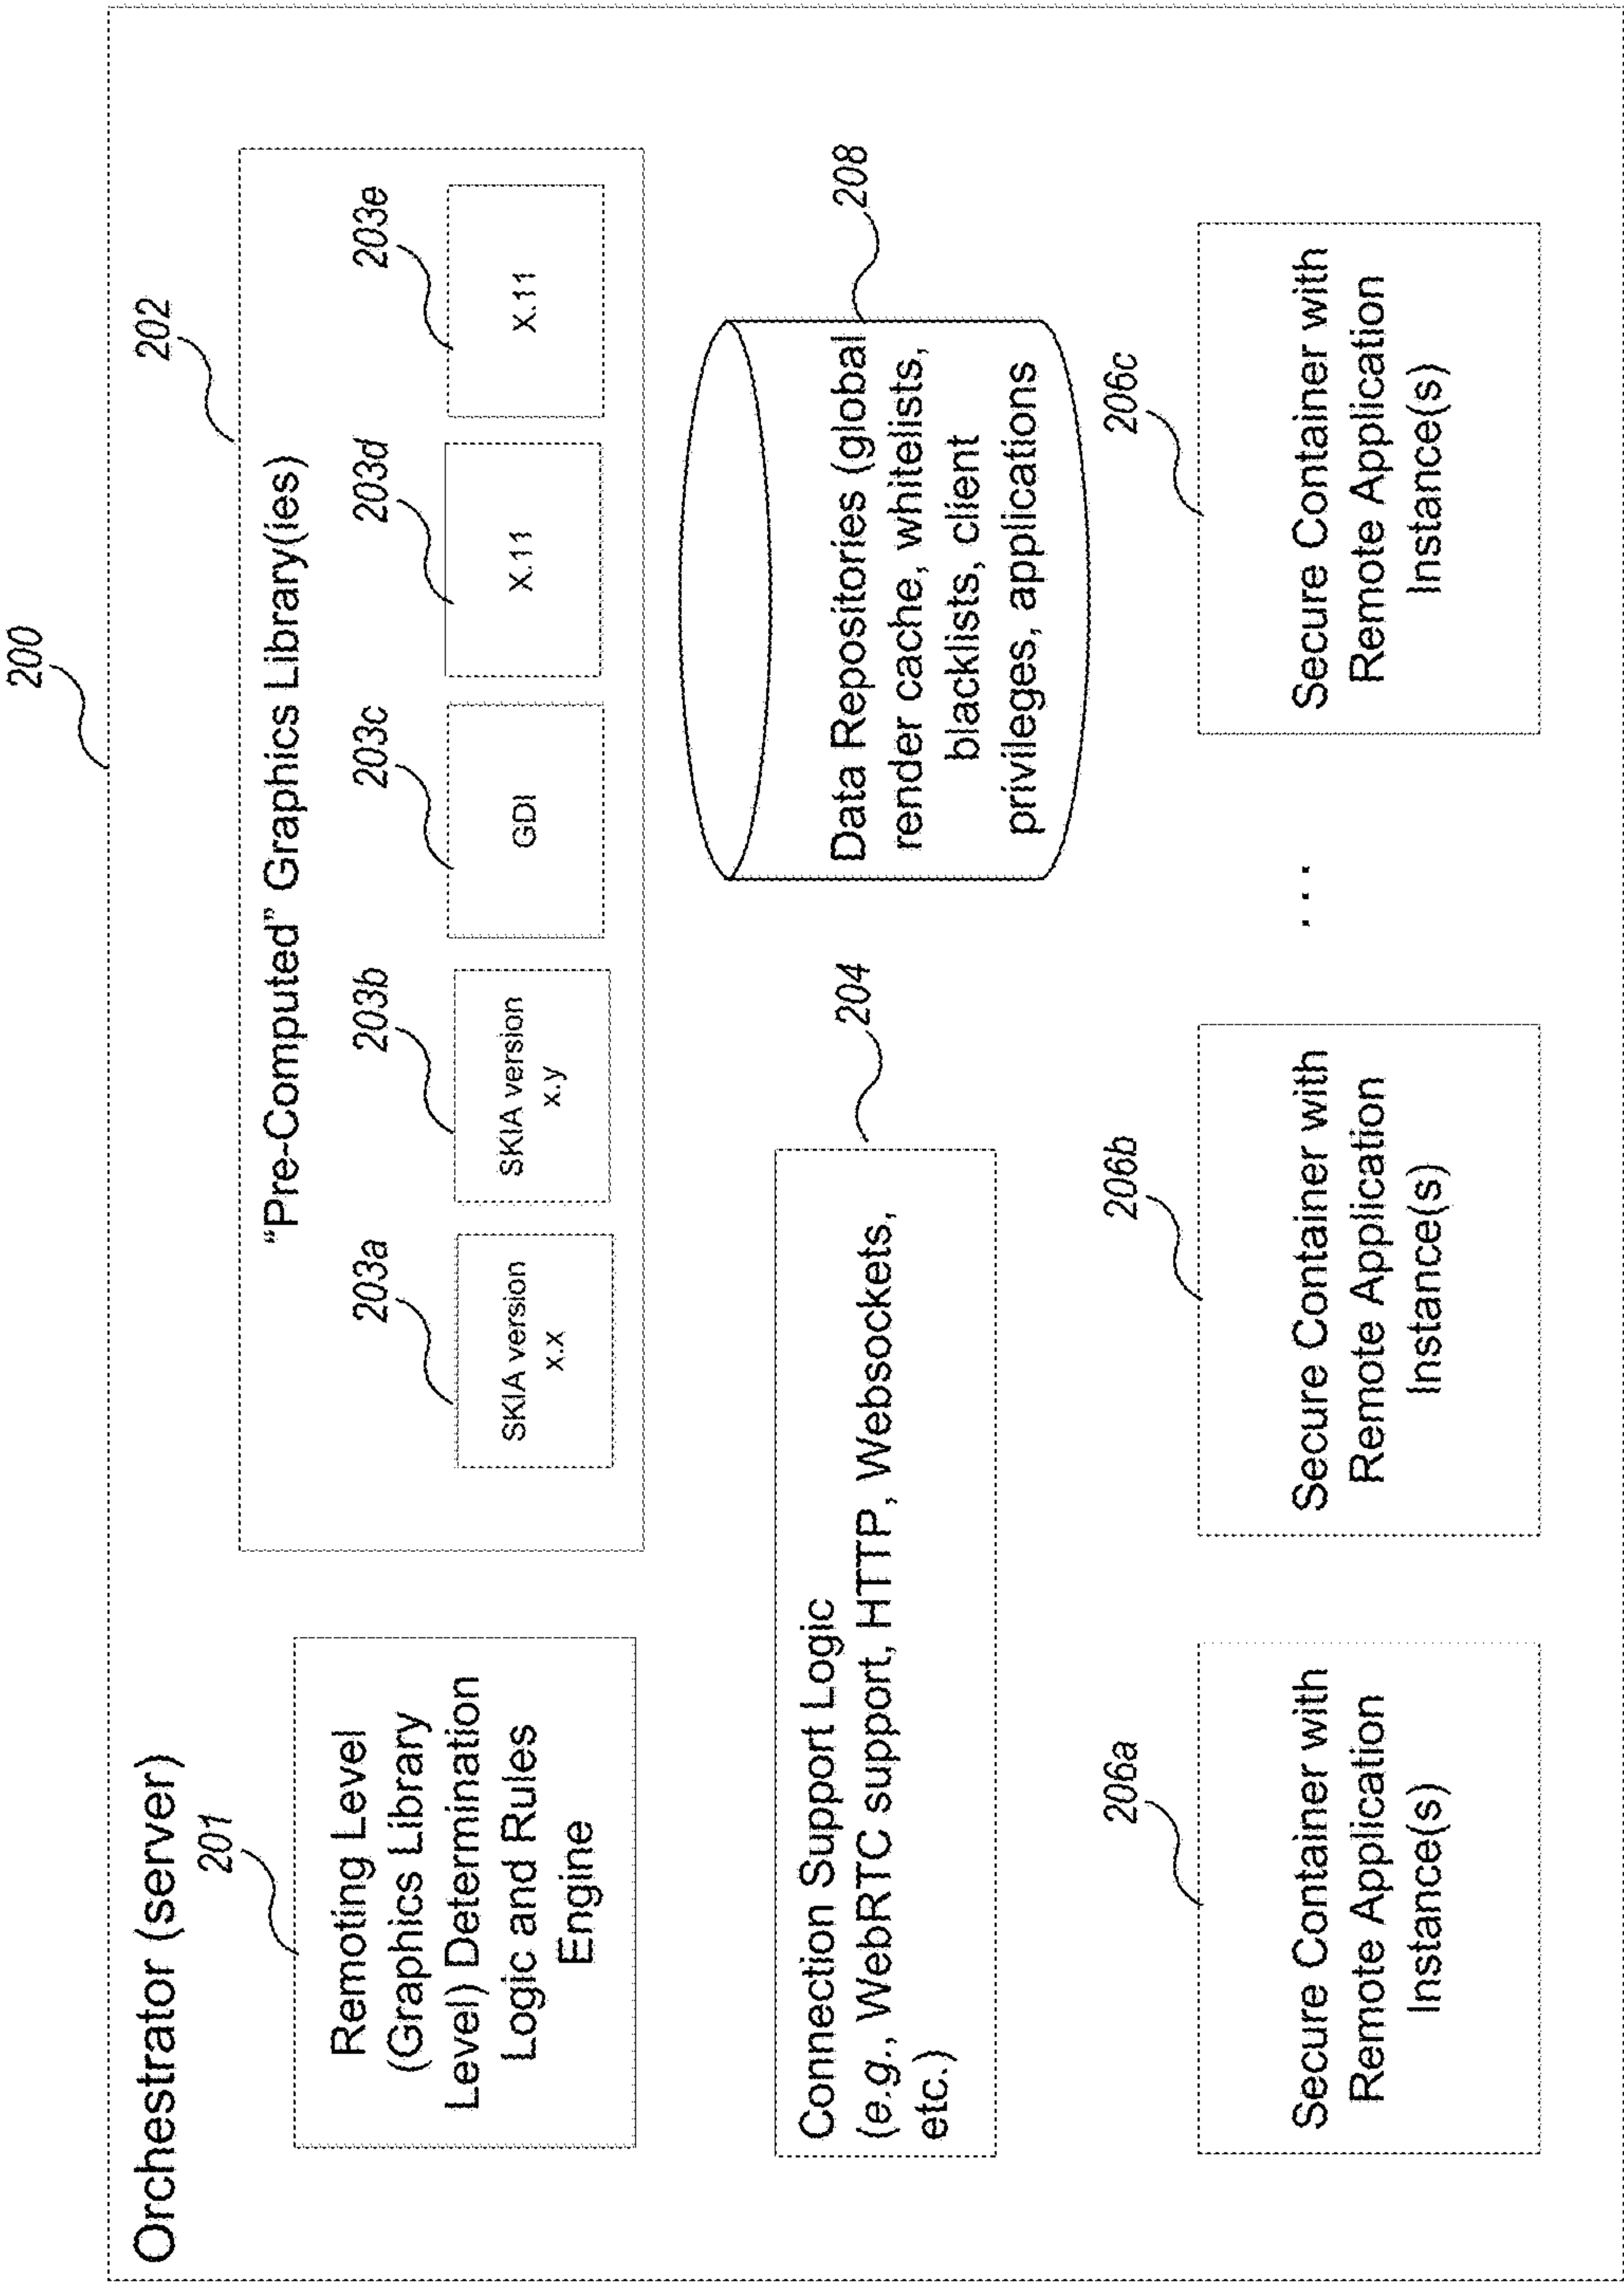 200
Orchestrator (server)
201
Remoting Level
(Graphics Library
Level) Determination
Logic and Rules
Engine
202
“Pre-Computed” Graphics Library(ies)
203a
SKIA version
x.x
203b
SKIA version
x.y
203c
GDI
203d
X.11
203e
X.11
204
Connection Support Logic
(e.g., WebRTC support, HTTP, Websockets,
etc.)
208
Data Repositories (global
render cache, whitelists,
blacklists, client
privileges, applications
206a
Secure Container with
Remote Application
Instance(s)
206b
Secure Container with
Remote Application
Instance(s)
. . .
206c
Secure Container with
Remote Application
Instance(s)